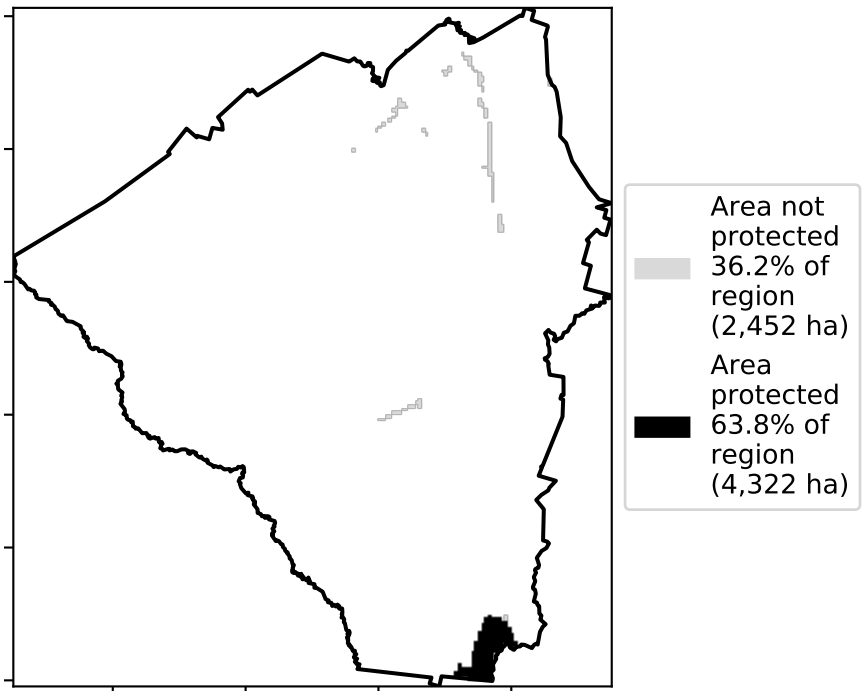 Area not
protected
36.2% of
region
(2,452 ha)
Area
protected
63.8% of
region
(4,322 ha)